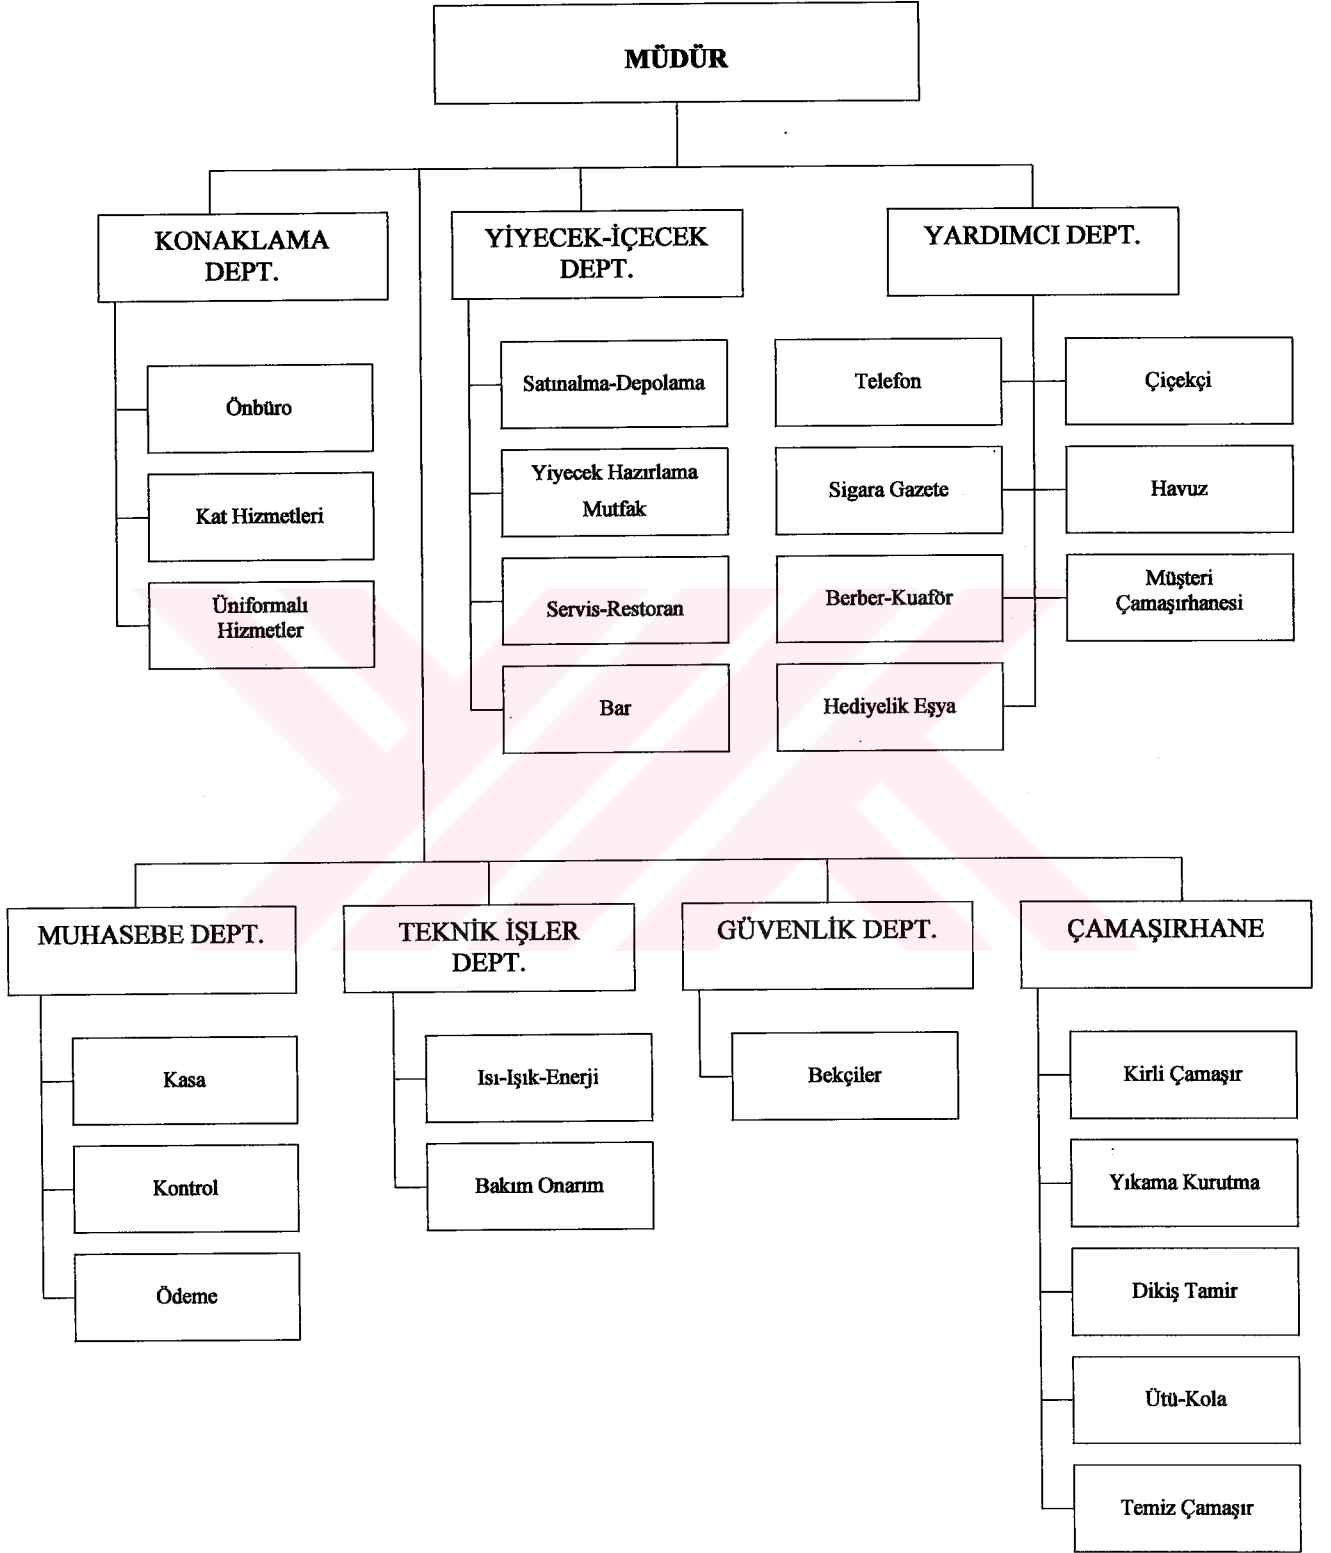 MÜDÜR
KONAKLAMA
DEPT.
YİYECEK-İÇECEK
DEPT.
YARDIMCI DEPT.
Önbüro
Kat Hizmetleri
Üniformalı
Hizmetler
Satınalma-Depolama
Yiyecek Hazırlama
Mutfak
Servis-Restoran
Bar
Telefon
Sigara Gazete
Berber-Kuaför
Hediyelik Eşya
Çiçekçi
Havuz
Müşteri
Çamaşırhanesi
MUHASEBE DEPT.
TEKNİK İŞLER
DEPT.
GÜVENLİK DEPT.
ÇAMAŞIRHANE
Kasa
Kontrol
Ödeme
Isı-Işık-Enerji
Bakım Onarım
Bekçiler
Kirli Çamaşır
Yıkama Kurutma
Dikiş Tamir
Ütü-Kola
Temiz Çamaşır